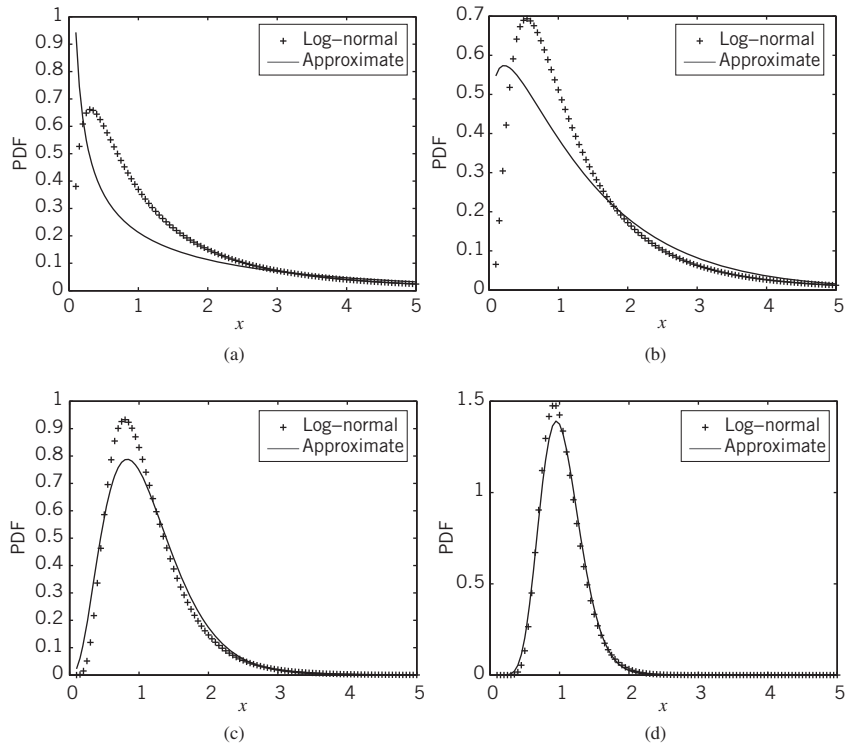 1
0.9
0.8
0.7
0.6
0.5
0.4
0.3
0.2
0.1
0
PDF
Log–normal
Approximate
0 1 2 3 4 5
x
(a)
0.7
0.6
0.5
0.4
0.3
0.2
0.1
0
PDF
Log–normal
Approximate
0 1 2 3 4 5
x
(b)
1
0.9
0.8
0.7
0.6
0.5
0.4
0.3
0.2
0.1
0
PDF
Log–normal
Approximate
0 1 2 3 4 5
x
(c)
1.5
1
0.5
0
PDF
Log–normal
Approximate
0 1 2 3 4 5
x
(d)